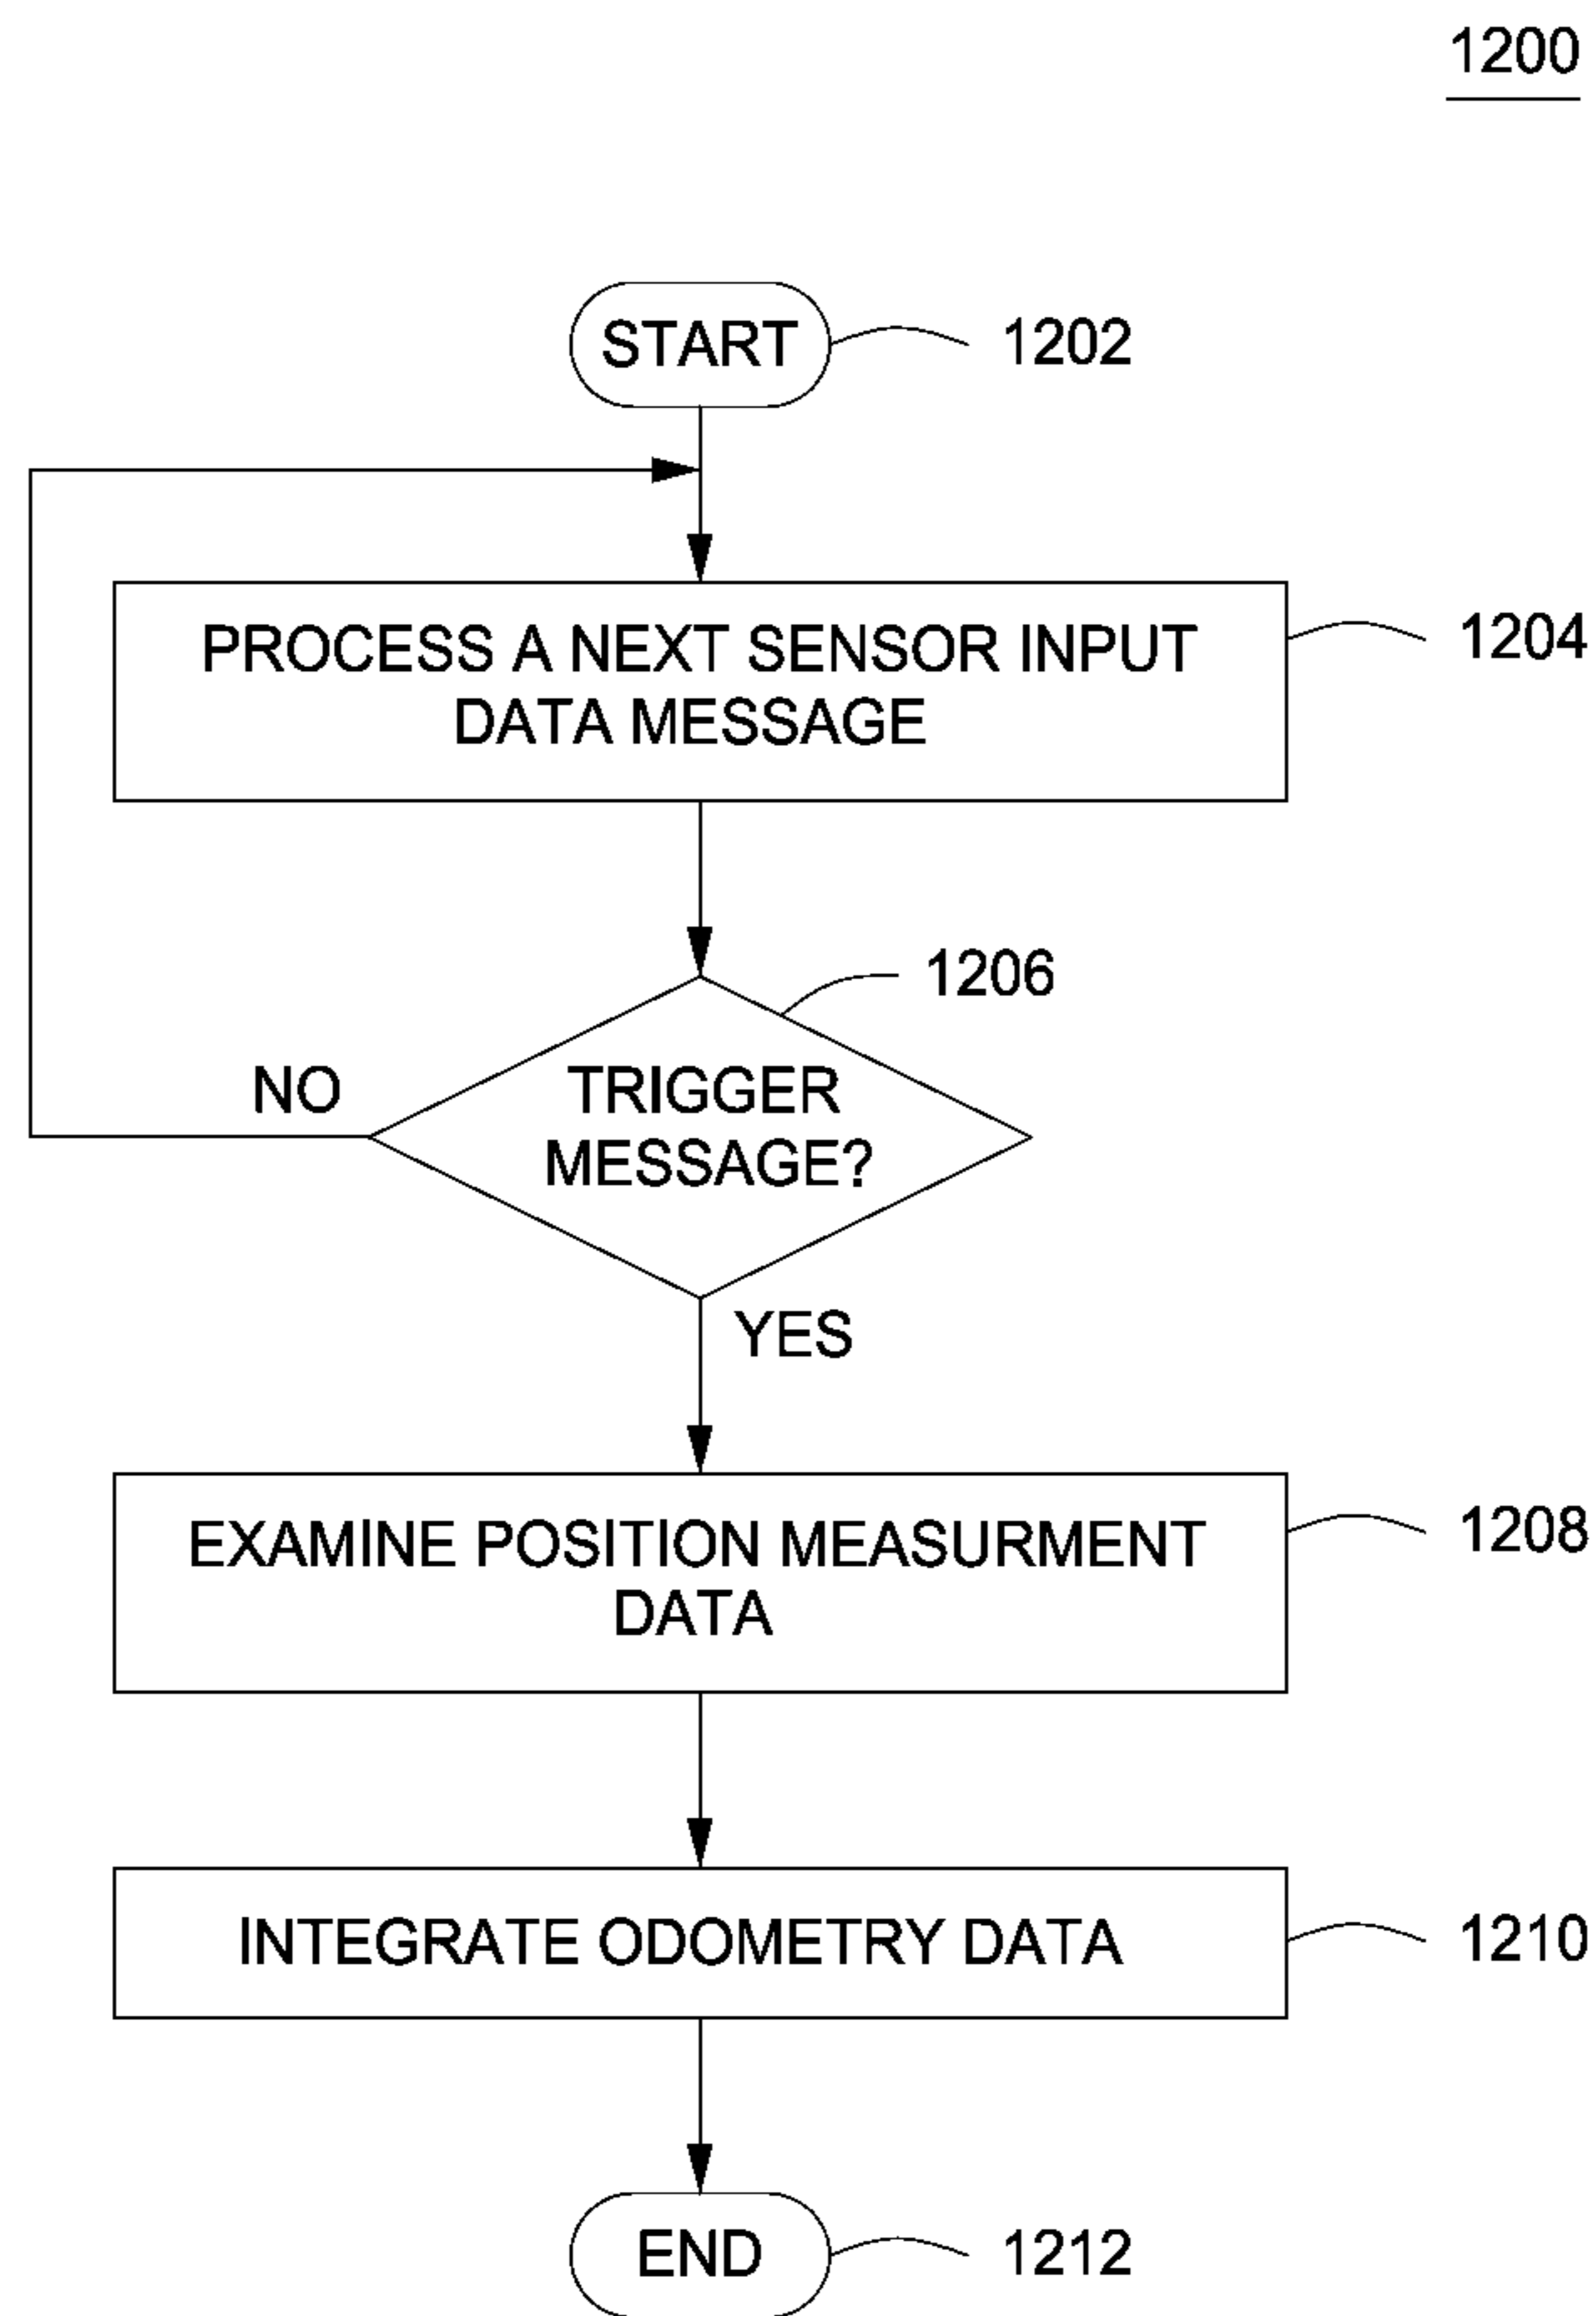 1200
START
1202
PROCESS A NEXT SENSOR INPUT
DATA MESSAGE
1204
1206
TRIGGER
MESSAGE?
NO
YES
EXAMINE POSITION MEASURMENT
DATA
1208
INTEGRATE ODOMETRY DATA
1210
END
1212